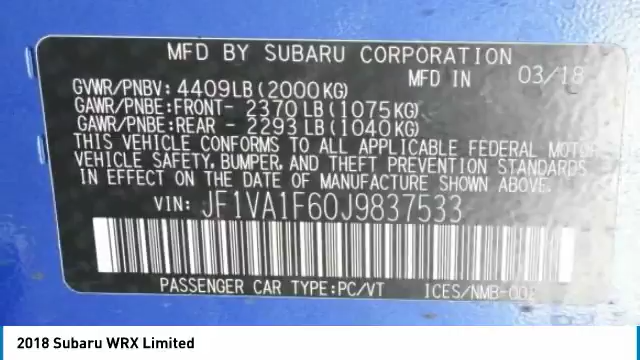 MFD BY SUBARU CORPORATION
MFD IN 03/18
GVWR/PNBV: 4409LB(2000KG)
GAWR/PNBE:FRONT- 2370LB(1075KG)
GAWR/PNBE:REAR - 2293LB(1040KG)
THIS VEHICLE CONFORMS TO ALL APPLICABLE FEDERAL MOTOR
VEHICLE SAFETY, BUMPER, AND THEFT PREVENTION STANDARDS
IN EFFECT ON THE DATE OF MANUFACTURE SHOWN ABOVE.
VIN: JF1VA1F60J9837533
PASSENGER CAR TYPE:PC/VT ICES/NMB-002
2018 Subaru WRX Limited